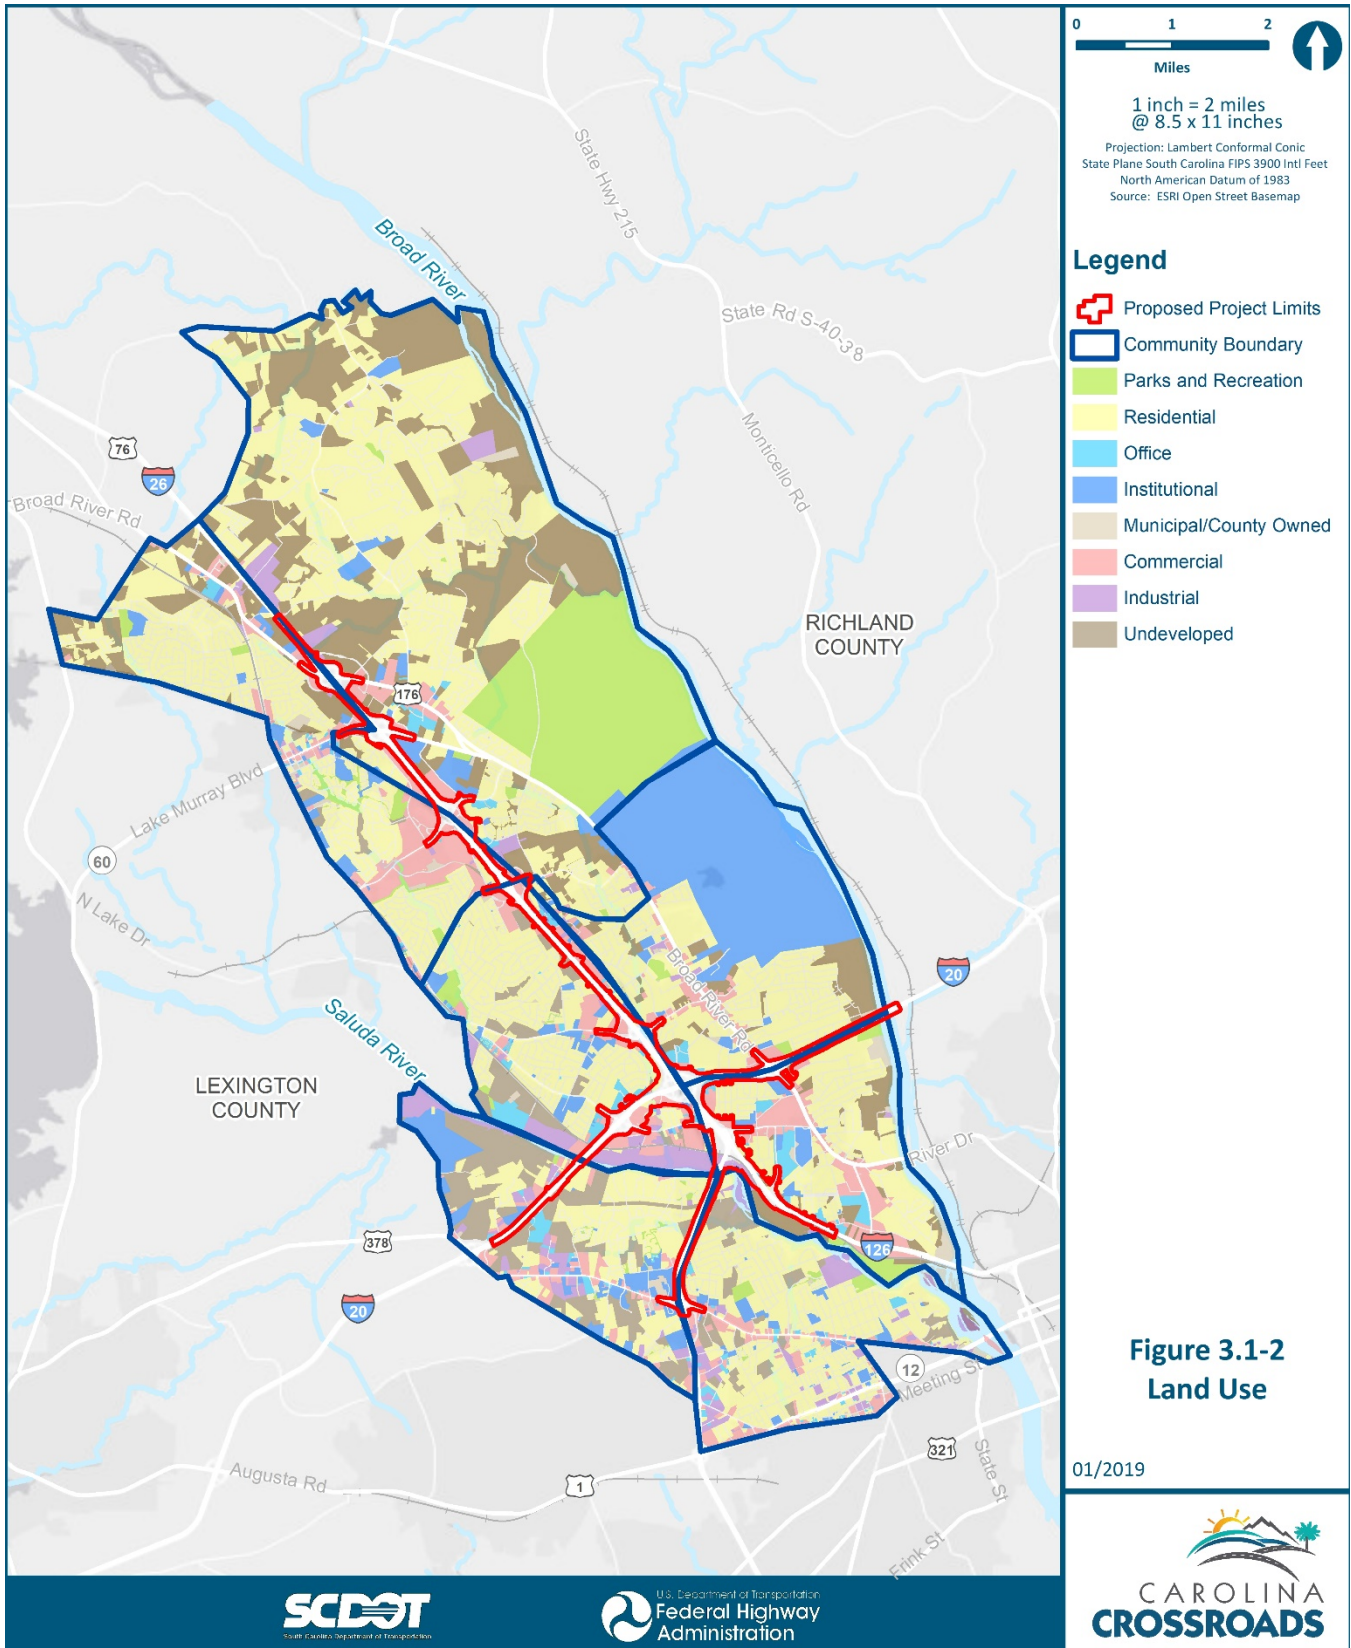 0 1 2
Miles
1 inch = 2 miles
@ 8.5 x 11 inches
Projection: Lambert Conformal Conic
State Plane South Carolina FIPS 3900 Intl Feet
North American Datum of 1983
Source: ESRI Open Street Basemap
Legend
Proposed Project Limits
Community Boundary
Parks and Recreation
Residential
Office
Institutional
Municipal/County Owned
Commercial
Industrial
Undeveloped
State Hwy 215
Broad River
State Rd S-40-38
Monticello Rd
76
26
Broad River Rd
RICHLAND
COUNTY
176
Lake Murray Blvd
60
N Lake Dr
Broad River Rd
20
Saluda River
LEXINGTON
COUNTY
River Dr
378
126
20
12
Meeting St
321
State St
Augusta Rd
1
Frink St
Figure 3.1-2
Land Use
01/2019
SCDOT
South Carolina Department of Transportation
U.S. Department of Transportation
Federal Highway
Administration
CAROLINA
CROSSROADS